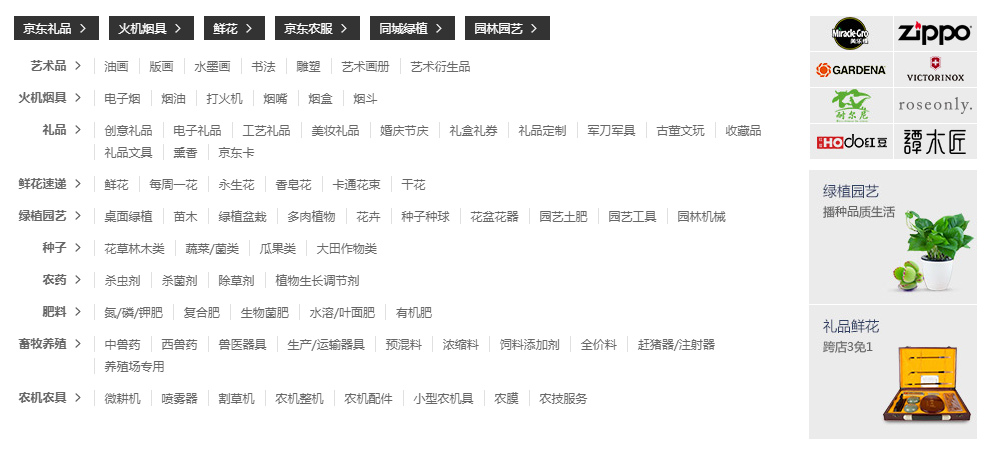 京东礼品 > 火机烟具 > 鲜花 > 京东农服 > 同城绿植 > 园林园艺 >
艺术品 > 油画 版画 水墨画 书法 雕塑 艺术画册 艺术衍生品
火机烟具 > 电子烟 烟油 打火机 烟嘴 烟盒 烟斗
礼品 > 创意礼品 电子礼品 工艺礼品 美妆礼品 婚庆节庆 礼盒礼券 礼品定制 军刀军具 古董文玩 收藏品
礼品文具 熏香 京东卡
鲜花速递 > 鲜花 每周一花 永生花 香皂花 卡通花束 干花
绿植园艺 > 桌面绿植 苗木 绿植盆栽 多肉植物 花卉 种子种球 花盆花器 园艺土肥 园艺工具 园林机械
种子 > 花草林木类 蔬菜/菌类 瓜果类 大田作物类
农药 > 杀虫剂 杀菌剂 除草剂 植物生长调节剂
肥料 > 氮/磷/钾肥 复合肥 生物菌肥 水溶/叶面肥 有机肥
畜牧养殖 > 中兽药 西兽药 兽医器具 生产/运输器具 预混料 浓缩料 饲料添加剂 全价料 赶猪器/注射器
养殖场专用
农机农具 > 微耕机 喷雾器 割草机 农机整机 农机配件 小型农机具 农膜 农技服务
Miracle-Gro
美乐棵
ZIPPO
GARDENA
VICTORINOX
耐尔尼
roseonly.
HOdo红豆
譚木匠
绿植园艺
播种品质生活
礼品鲜花
跨店3免1